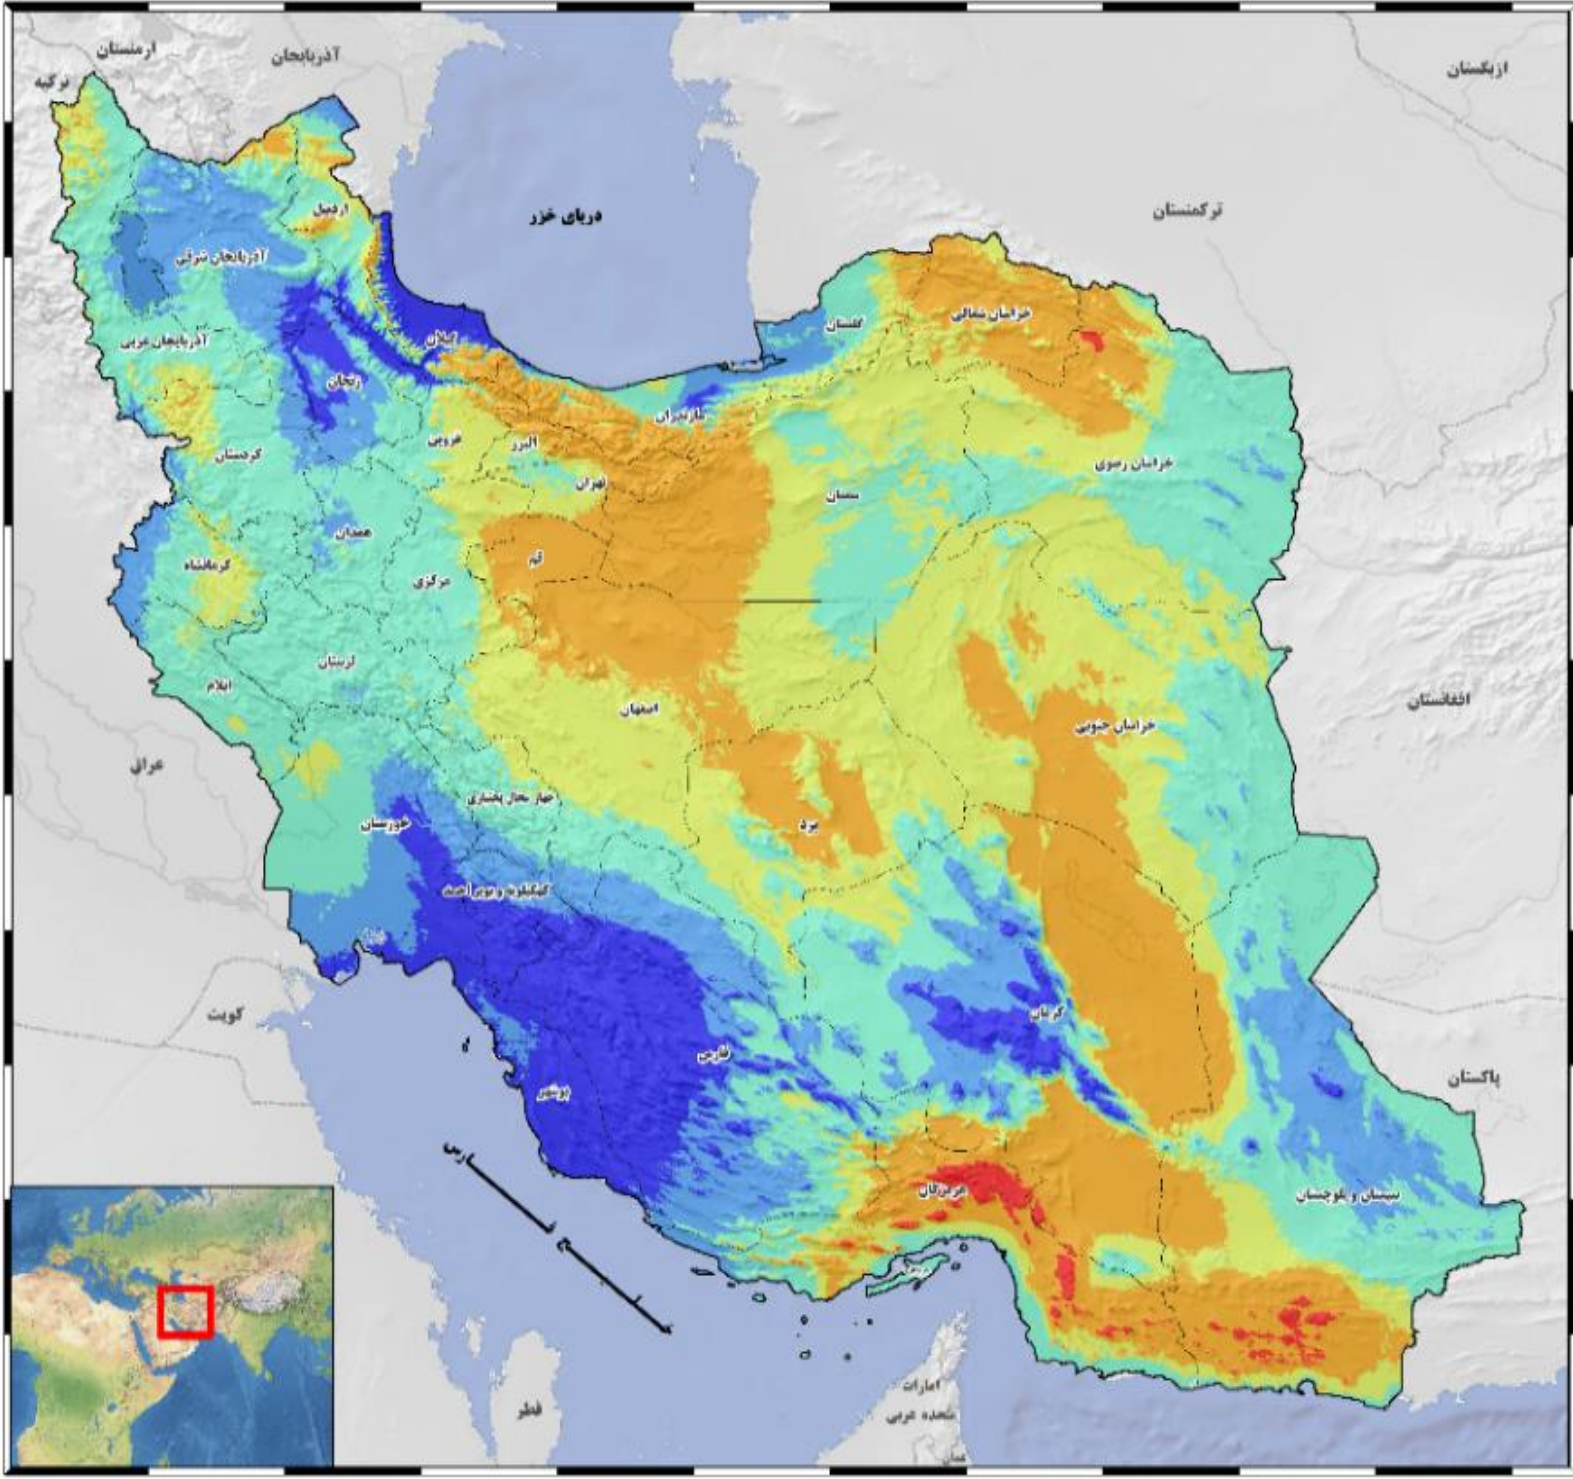 ارمنستان
آذربایجان
ترکیه
ازبکستان
دریای خزر
ترکمنستان
اردبیل
آذربایجان شرقی
گیلان
گلستان
خراسان شمالی
آذربایجان غربی
زنجان
مازندران
کردستان
قزوین
البرز
تهران
سمنان
خراسان رضوی
همدان
کرمانشاه
مرکزی
قم
لرستان
ایلام
اصفهان
خراسان جنوبی
افغانستان
عراق
چهار محال بختیاری
خوزستان
یزد
کهگیلویه و بویر احمد
کویت
کرمان
فارس
بوشهر
پاکستان
هرمزگان
سیستان و بلوچستان
قطر
امارات
متحده عربی
عمان